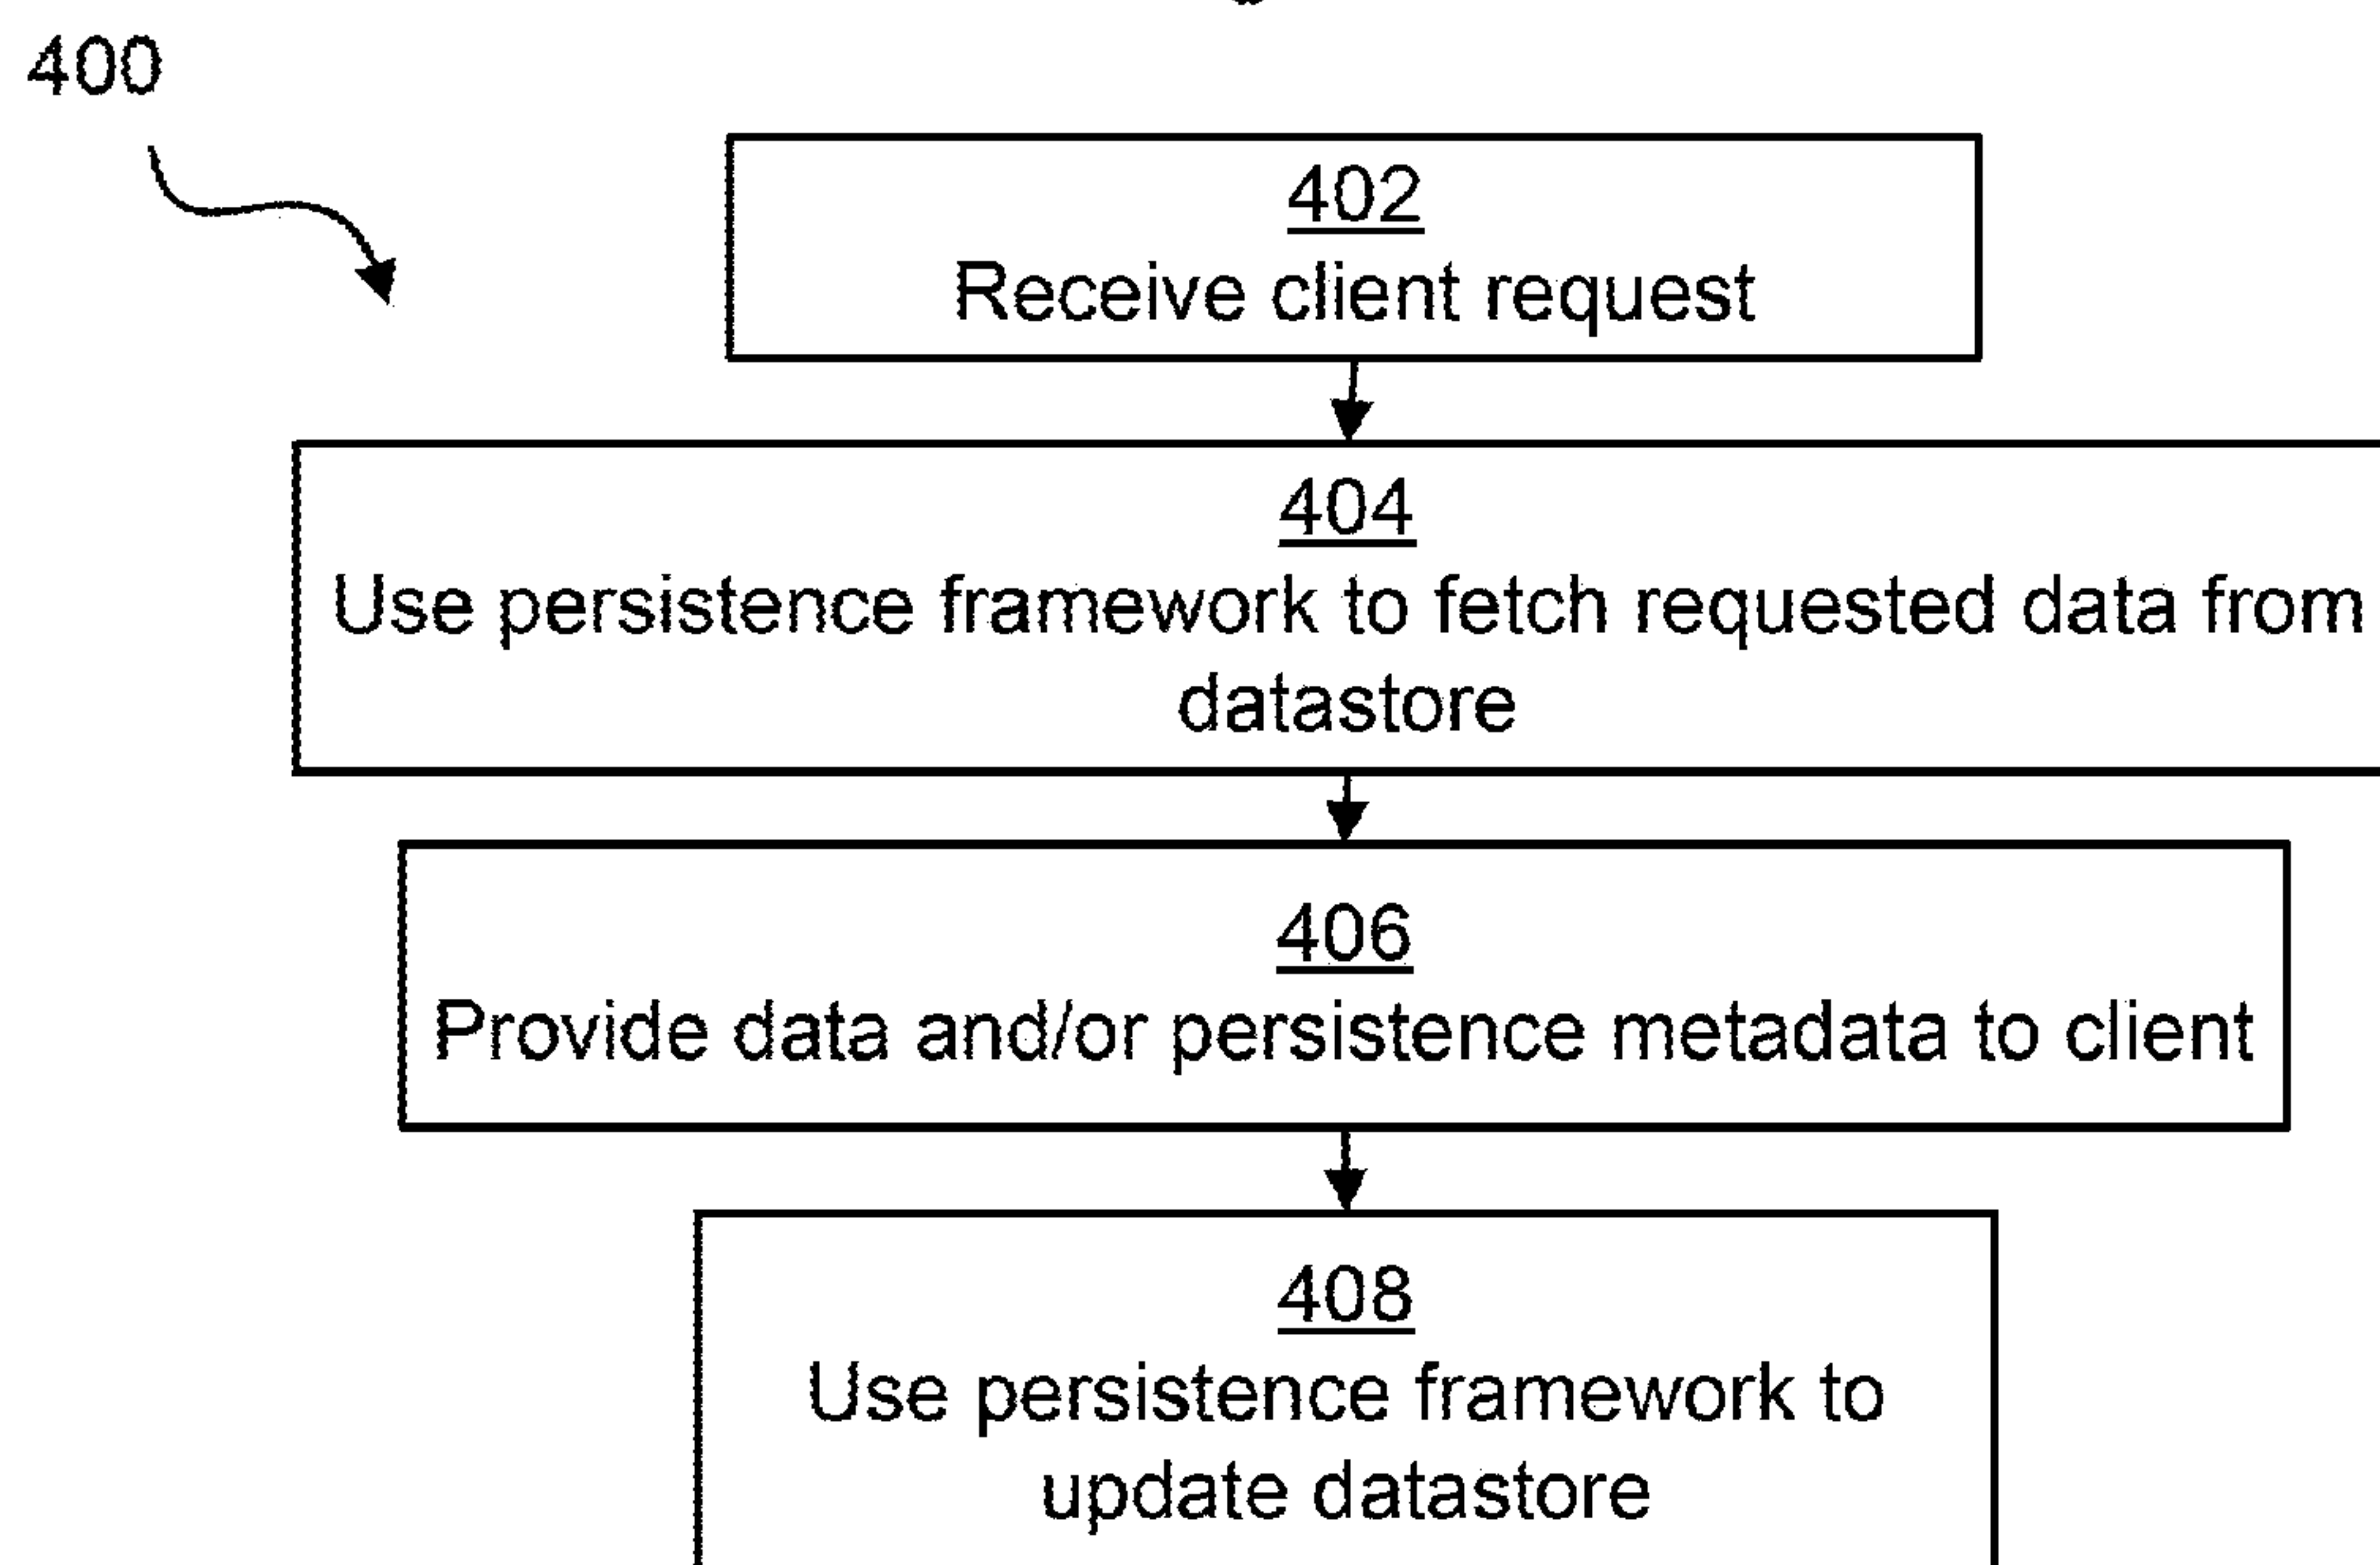 400
402
Receive client request
404
Use persistence framework to fetch requested data from
datastore
406
Provide data and/or persistence metadata to client
408
Use persistence framework to
update datastore